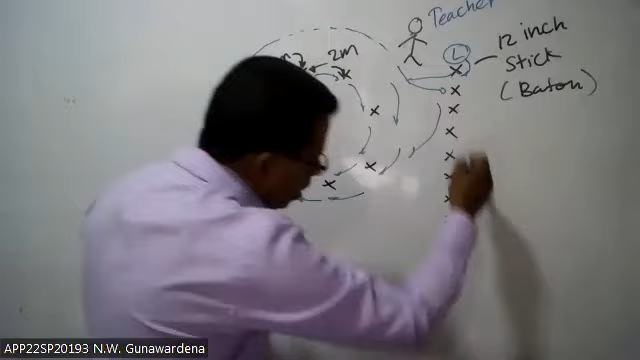 Teacher
2m
L
12 inch
Stick
(Baton)
APP22SP20193 N.W. Gunawardena